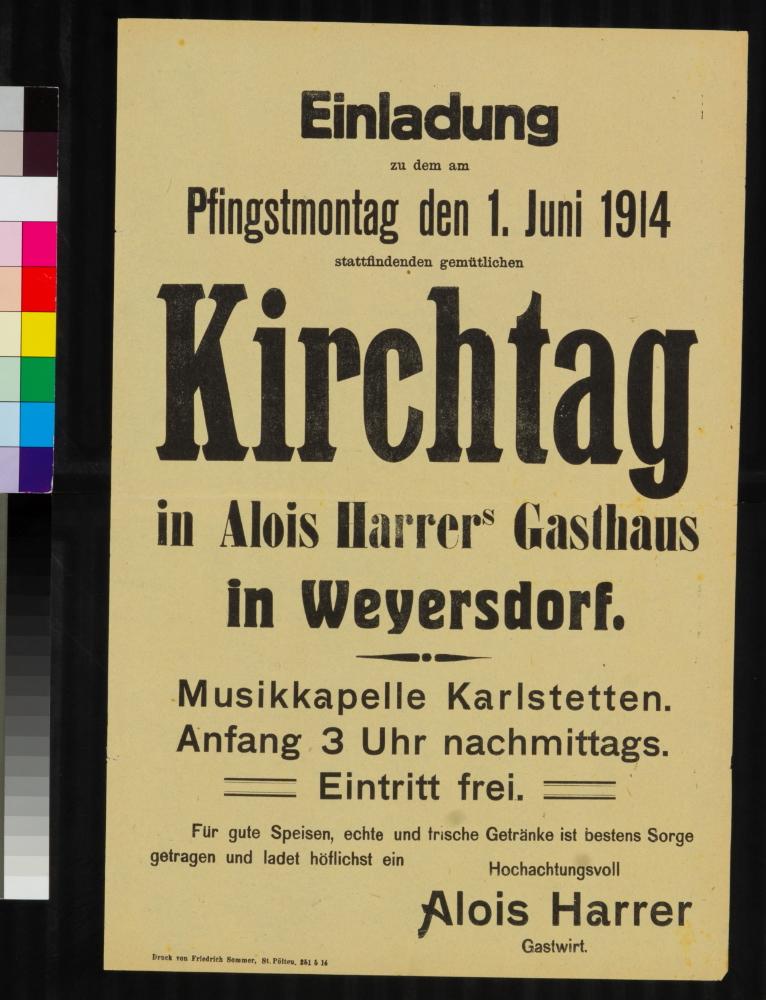 Einladung
zu dem am
Pfingstmontag den 1. Juni 1914
stattfindenden gemütlichen
Kirchtag
in Alois Harrers Gasthaus
in Weyersdorf.
Musikkapelle Karlstetten.
Anfang 3 Uhr nachmittags.
Eintritt frei.
Für gute Speisen, echte und frische Getränke ist bestens Sorge
getragen und ladet höflichst ein
Hochachtungsvoll
Alois Harrer
Gastwirt.
Druck von Friedrich Sommer, St. Pölten,